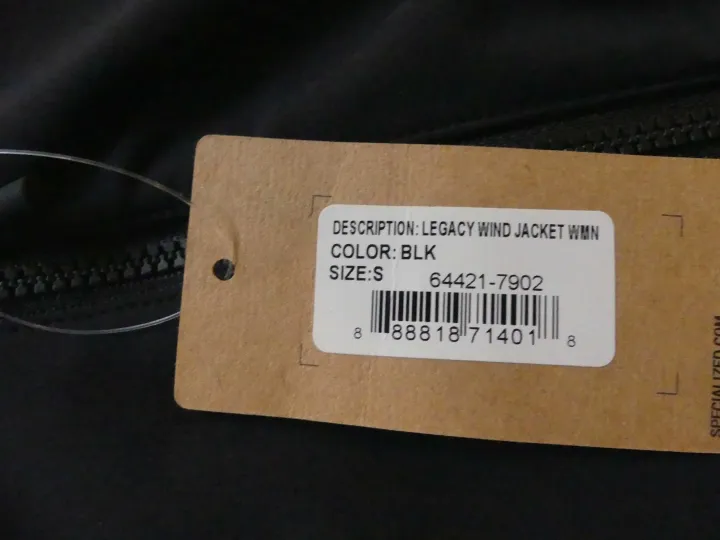 DESCRIPTION: LEGACY WIND JACKET WMN
COLOR: BLK
SIZE:S 64421-7902
8 88818 71401 8
SPECIALIZED.COM